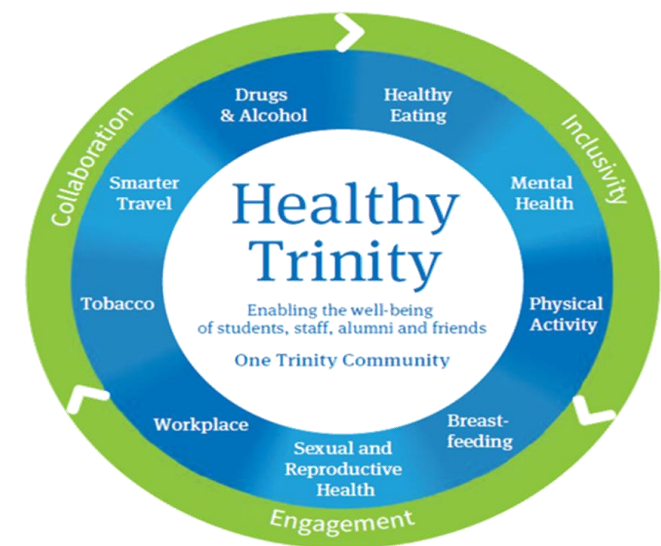 Healthy
Trinity
Enabling the well-being
of students, staff, alumni and friends
One Trinity Community
Drugs
& Alcohol
Healthy
Eating
Mental
Health
Physical
Activity
Breast-
feeding
Sexual and
Reproductive
Health
Workplace
Tobacco
Smarter
Travel
Collaboration
Inclusivity
Engagement